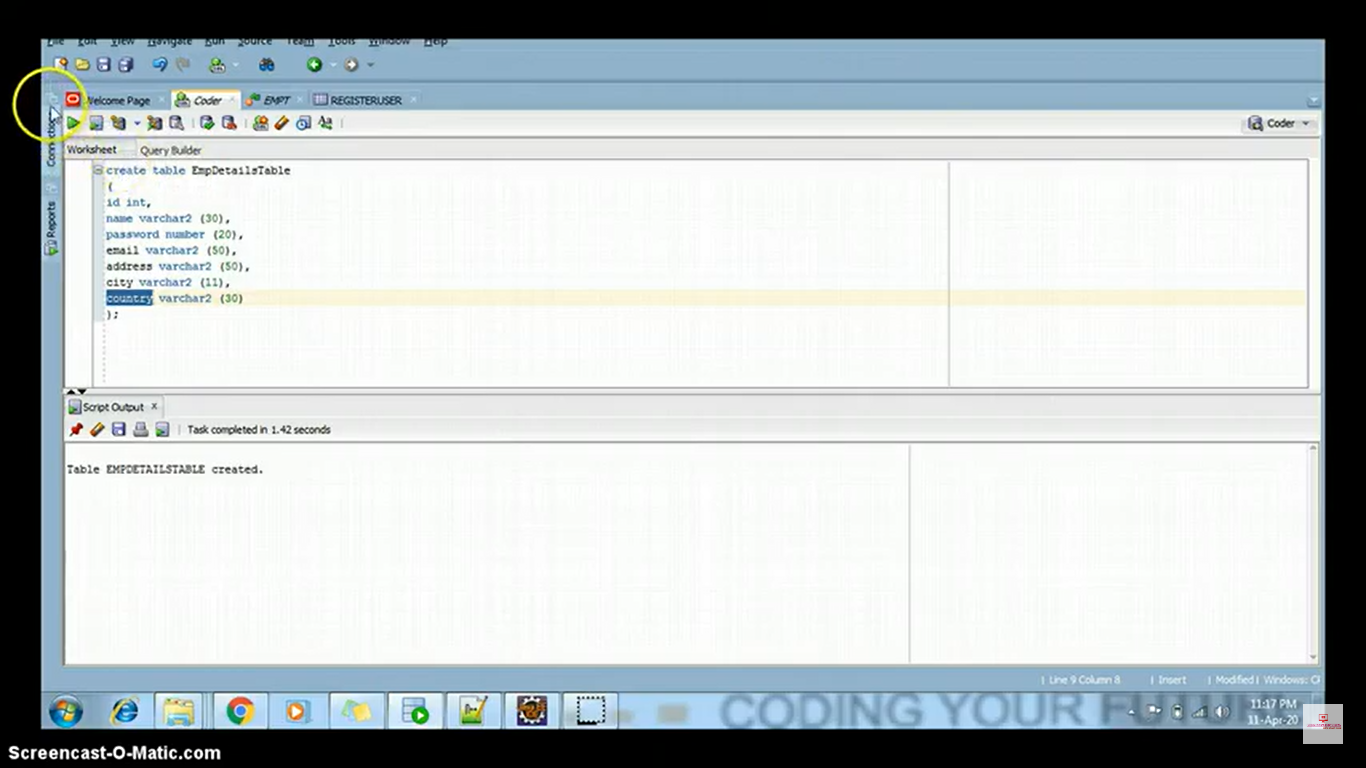 File Edit View Navigate Run Source Team Tools Window Help
Welcome Page Coder EMPT REGISTERUSER
Coder
Worksheet Query Builder
Connections
Reports
create table EmpDetailsTable
(
id int,
name varchar2 (30),
password number (20),
email varchar2 (50),
address varchar2 (50),
city varchar2 (11),
country varchar2 (30)
);
Script Output
Task completed in 1.42 seconds
Table EMPDETAILSTABLE created.
Line 9 Column 8 Insert Modified Windows: C
CODING YOUR FU
11:17 PM
11-Apr-20
Screencast-O-Matic.com